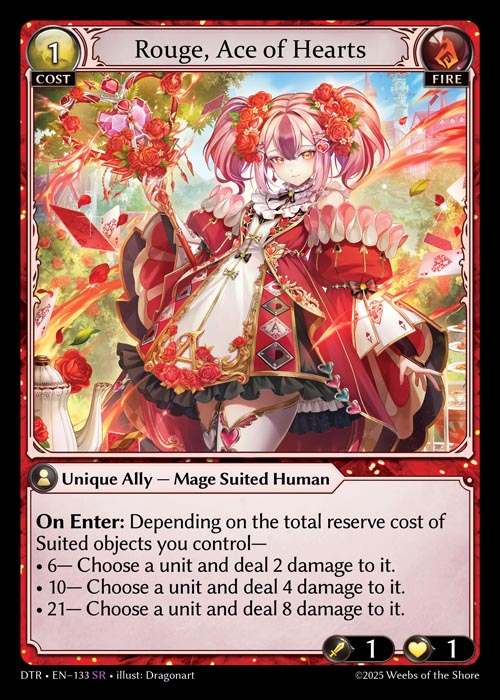 1
COST
Rouge, Ace of Hearts
FIRE
Unique Ally — Mage Suited Human
On Enter: Depending on the total reserve cost of
Suited objects you control—
• 6— Choose a unit and deal 2 damage to it.
• 10— Choose a unit and deal 4 damage to it.
• 21— Choose a unit and deal 8 damage to it.
1
1
DTR • EN–133 SR • illust: Dragonart
©2025 Weebs of the Shore